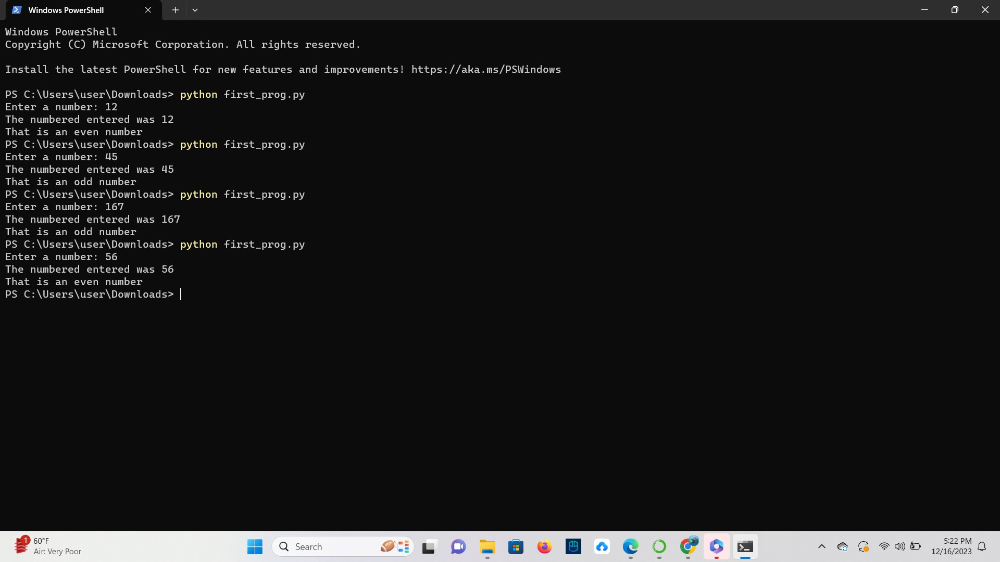 Windows PowerShell
Windows PowerShell
Copyright (C) Microsoft Corporation. All rights reserved.
Install the latest PowerShell for new features and improvements! https://aka.ms/PSWindows
PS C:\Users\user\Downloads> python first_prog.py
Enter a number: 12
The numbered entered was 12
That is an even number
PS C:\Users\user\Downloads> python first_prog.py
Enter a number: 45
The numbered entered was 45
That is an odd number
PS C:\Users\user\Downloads> python first_prog.py
Enter a number: 167
The numbered entered was 167
That is an odd number
PS C:\Users\user\Downloads> python first_prog.py
Enter a number: 56
The numbered entered was 56
That is an even number
PS C:\Users\user\Downloads>
1
60°F
Air: Very Poor
Search
5:22 PM
12/16/2023